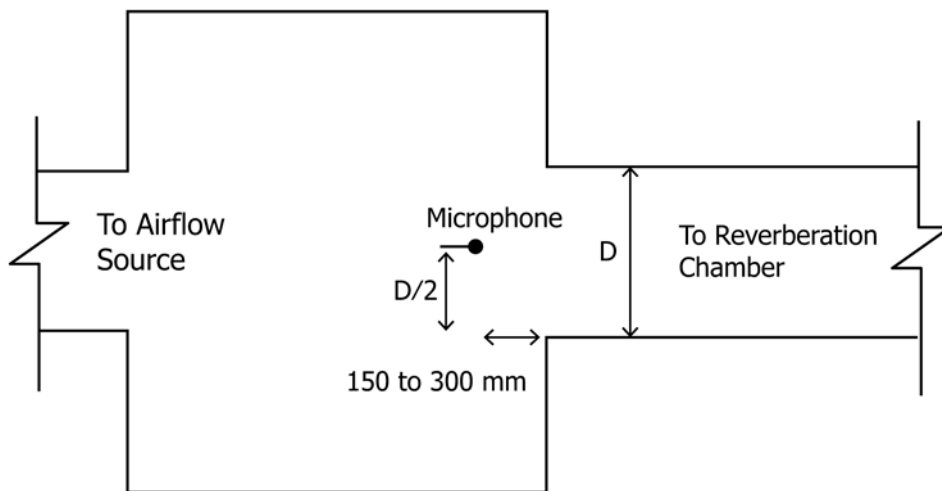 To Airflow
Source
Microphone
D/2
150 to 300 mm
D
To Reverberation
Chamber